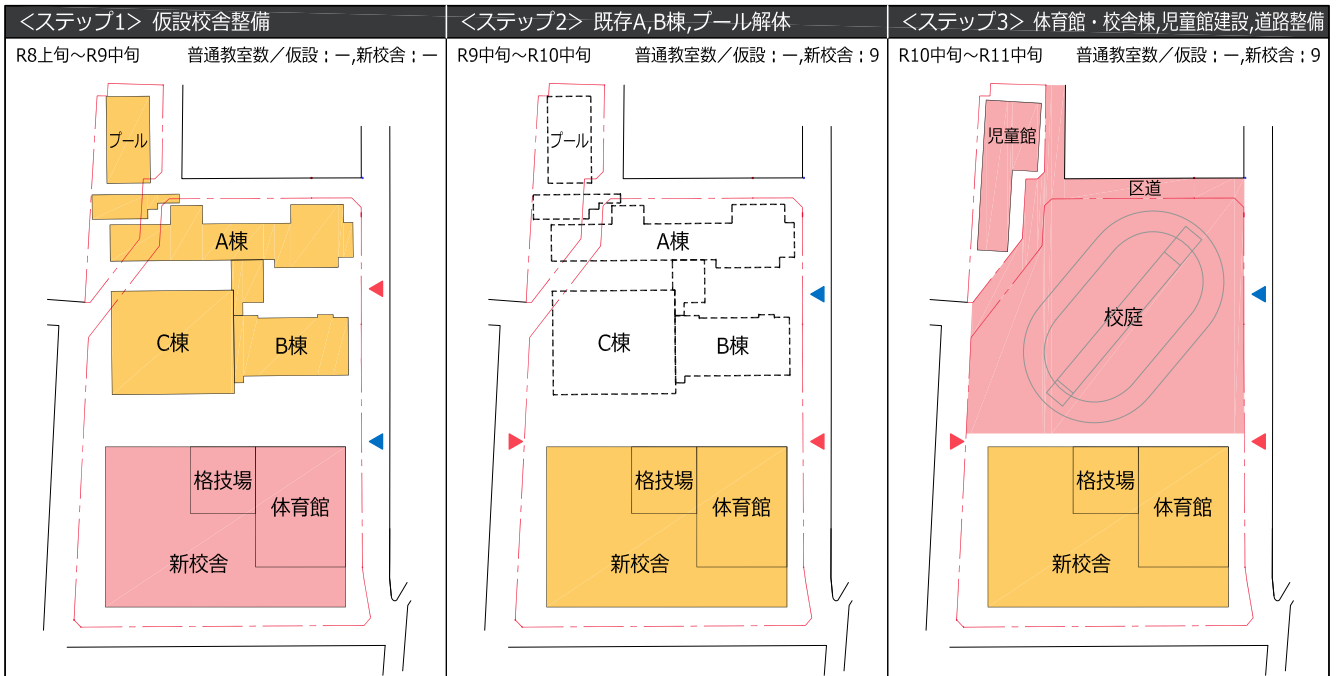 ＜ステップ1＞ 仮設校舎整備
R8上旬～R9中旬
普通教室数／仮設：ー,新校舎：ー
プール
A棟
C棟
B棟
格技場
体育館
新校舎
＜ステップ2＞ 既存A,B棟,プール解体
R9中旬～R10中旬
普通教室数／仮設：ー,新校舎：9
プール
A棟
C棟
B棟
格技場
体育館
新校舎
＜ステップ3＞ 体育館・校舎棟,児童館建設,道路整備
R10中旬～R11中旬
普通教室数／仮設：ー,新校舎：9
児童館
区道
校庭
格技場
体育館
新校舎